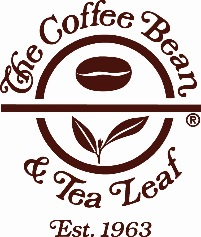 The Coffee Bean
®
& Tea Leaf
Est. 1963